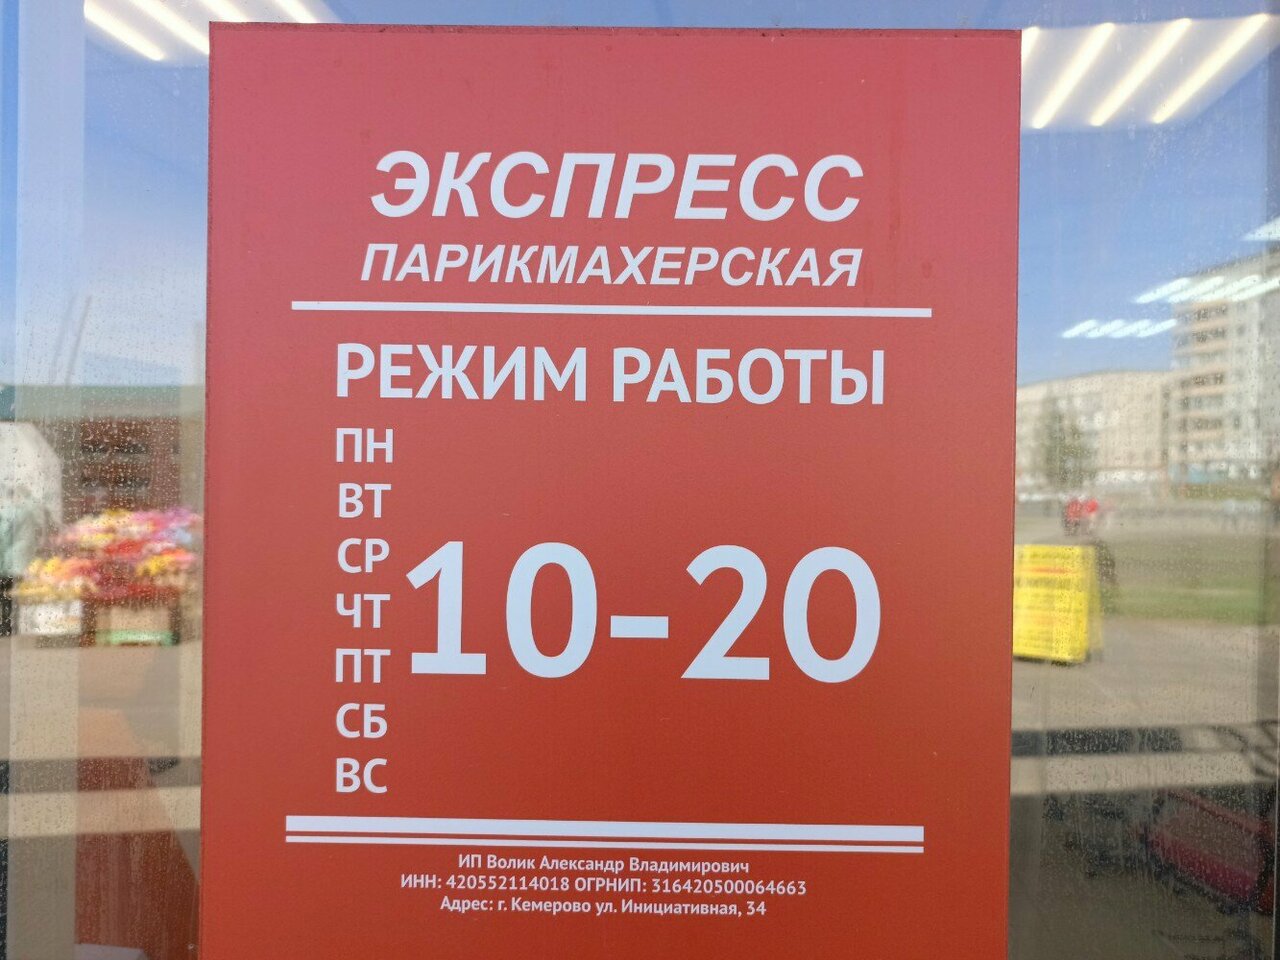 ЭКСПРЕСС
ПАРИКМАХЕРСКАЯ
РЕЖИМ РАБОТЫ
ПН
ВТ
СР
ЧТ
10-20
ПТ
СБ
ВС
ИП Волик Александр Владимирович
ИНН: 420552114018 ОГРНИП: 316420500064663
Адрес: г. Кемерово ул. Инициативная, 34